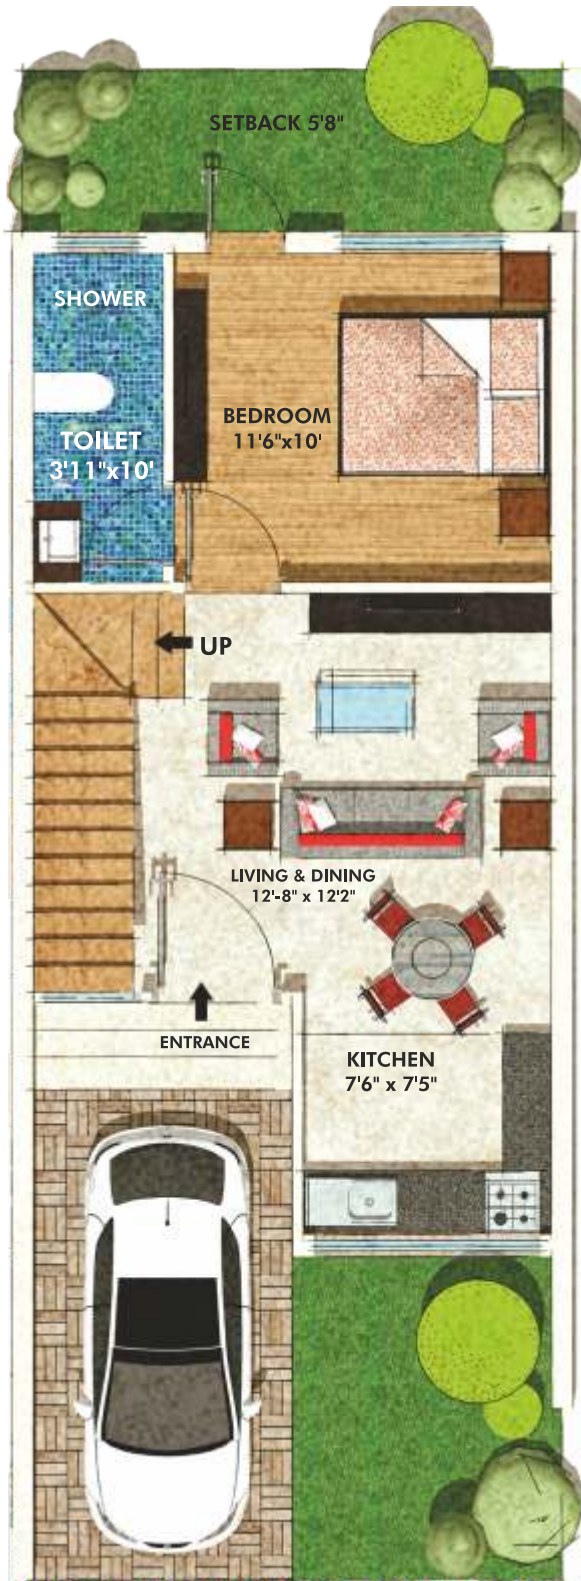 SETBACK 5'8"
SHOWER
TOILET
3'11"x10'
BEDROOM
11'6"x10'
UP
LIVING & DINING
12'-8" x 12'2"
ENTRANCE
KITCHEN
7'6" x 7'5"